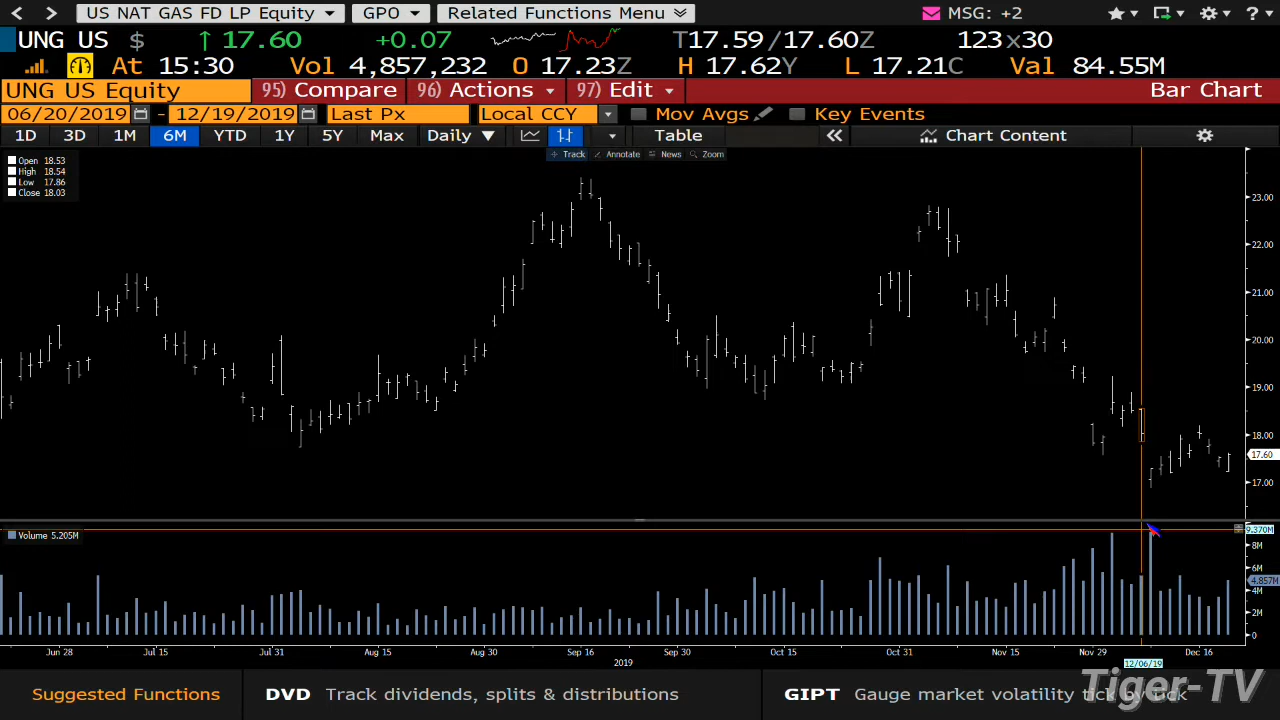 US NAT GAS FD LP Equity GPO Related Functions Menu MSG: +2 ?
UNG US $ ↑ 17.60 +0.07 T17.59/17.60Z 123x30
At 15:30 Vol 4,857,232 O 17.23Z H 17.62Y L 17.21C Val 84.55M
UNG US Equity 95) Compare 96) Actions 97) Edit Bar Chart
06/20/2019 - 12/19/2019 Last Px Local CCY Mov Avgs Key Events
1D 3D 1M 6M YTD 1Y 5Y Max Daily ▼ Table Chart Content
Track Annotate News Zoom
Open 18.53
High 18.54
Low 17.86
Close 18.03
23.00
22.00
21.00
20.00
19.00
18.00
17.60
17.00
Volume 5.205M
9.370M
8M
6M
4.857M
4M
2M
0
Jun 28 Jul 15 Jul 31 Aug 15 Aug 30 Sep 16 Sep 30 Oct 15 Oct 31 Nov 15 Nov 29 Dec 16
2019 12/06/19
Suggested Functions DVD Track dividends, splits & distributions GIPT Gauge market volatility tick by tick
Tiger-TV